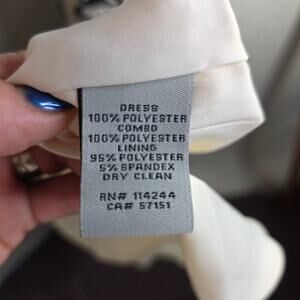 DRESS
100% POLYESTER
COMBO
100% POLYESTER
LINING
95% POLYESTER
5% SPANDEX
DRY CLEAN
RN# 114244
CA# 57151